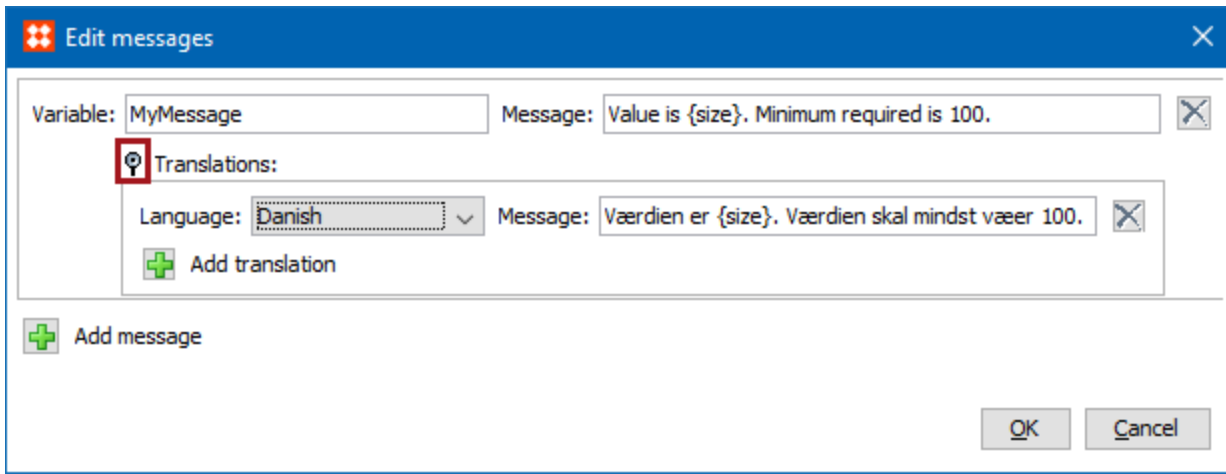 Edit messages
Variable: MyMessage Message: Value is {size}. Minimum required is 100.
Translations:
Language: Danish Message: Værdien er {size}. Værdien skal mindst væer 100.
Add translation
Add message
OK Cancel